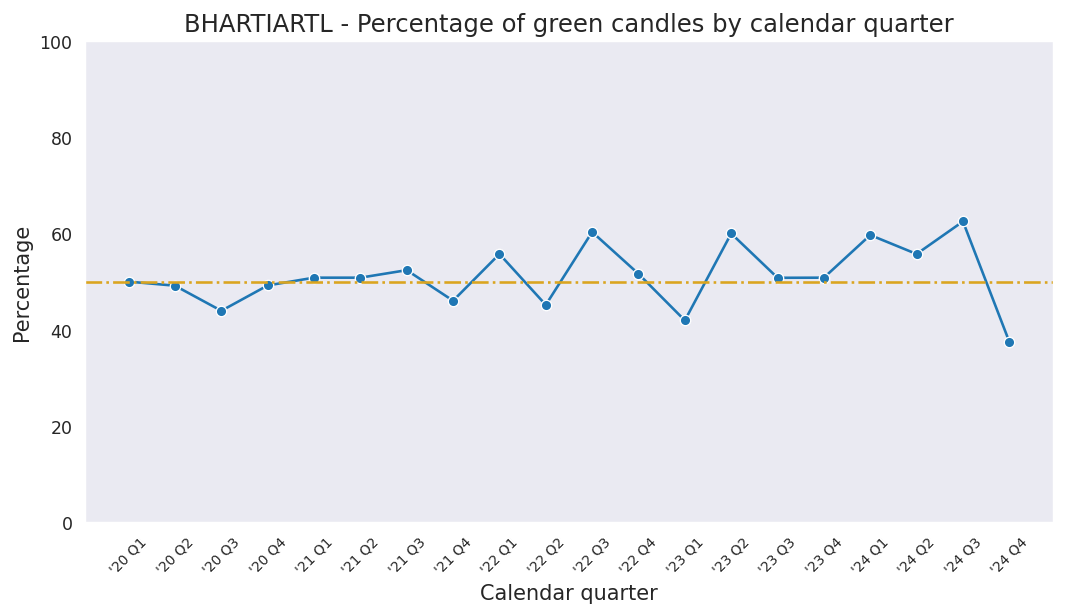 BHARTIARTL - Percentage of green candles by calendar quarter
100
80
60
40
20
0
Percentage
'20 Q1
'20 Q2
'20 Q3
'20 Q4
'21 Q1
'21 Q2
'21 Q3
'21 Q4
'22 Q1
'22 Q2
'22 Q3
'22 Q4
'23 Q1
'23 Q2
'23 Q3
'23 Q4
'24 Q1
'24 Q2
'24 Q3
'24 Q4
Calendar quarter